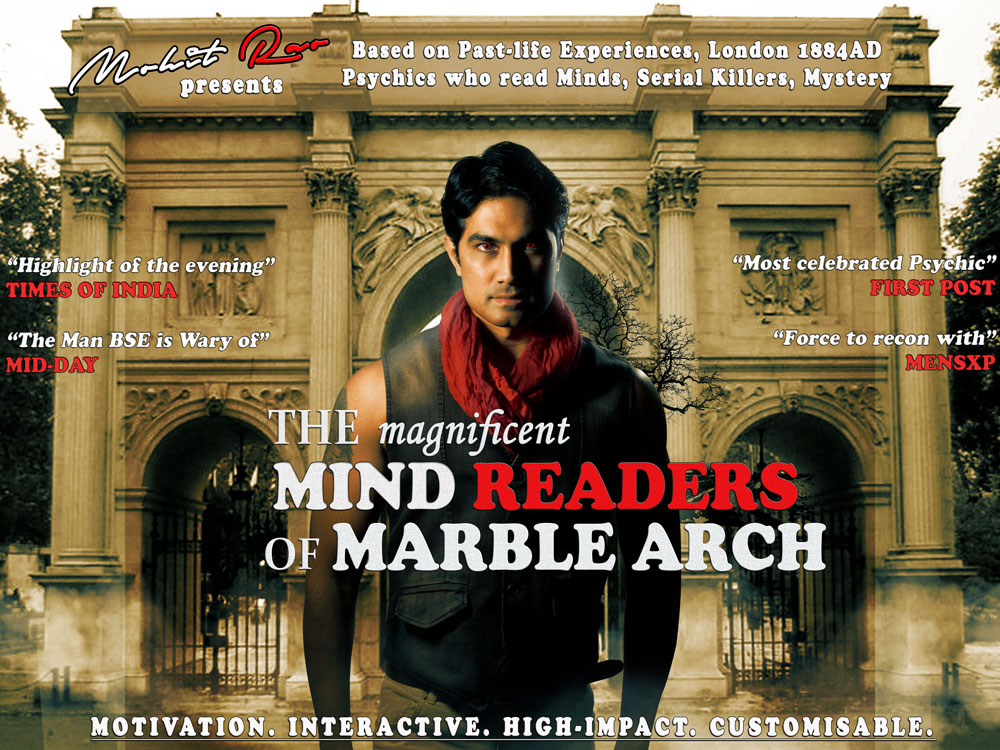 Mohit Rao
presents
Based on Past-life Experiences, London 1884AD
Psychics who read Minds, Serial Killers, Mystery
“Highlight of the evening”
TIMES OF INDIA
“The Man BSE is Wary of”
MID-DAY
“Most celebrated Psychic”
FIRST POST
“Force to recon with”
MENSXP
THE magnificent
MIND READERS
OF MARBLE ARCH
MOTIVATION. INTERACTIVE. HIGH-IMPACT. CUSTOMISABLE.